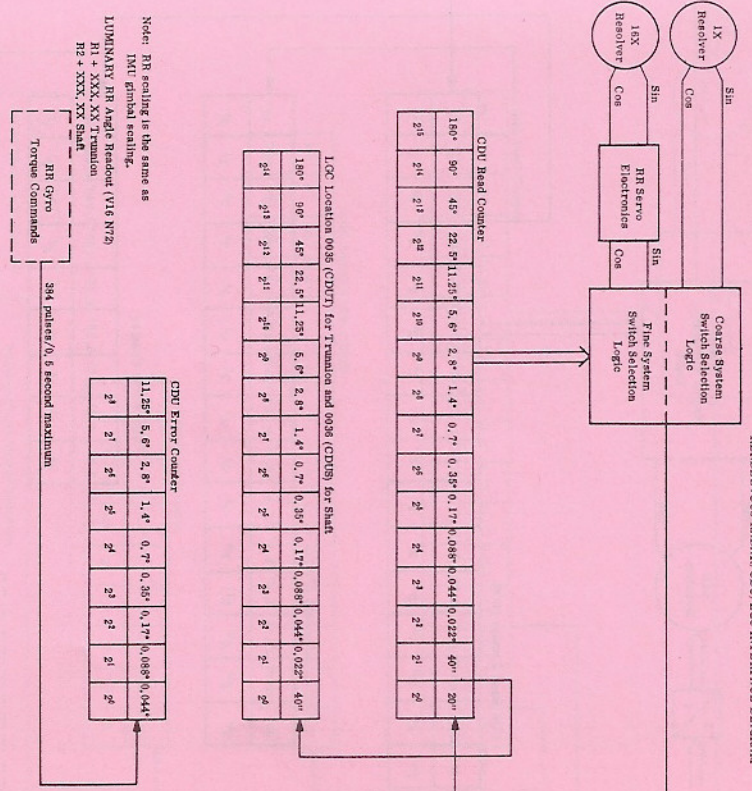 1X
Resolver
Sin
Cos
16X
Resolver
Sin
Cos
RR Servo
Electronics
Sin
Cos
Coarse System
Switch Selection
Logic
Fine System
Switch Selection
Logic
CDU Read Counter
180° 90° 45° 22.5° 11.25° 5.6° 2.8° 1.4° 0.7° 0.35° 0.17° 0.088° 0.044° 0.022° 40'' 20''
2¹⁵ 2¹⁴ 2¹³ 2¹² 2¹¹ 2¹⁰ 2⁹ 2⁸ 2⁷ 2⁶ 2⁵ 2⁴ 2³ 2² 2¹ 2⁰
LGC Location 0035 (CDUT) for Trunnion and 0036 (CDUS) for Shaft
180° 90° 45° 22.5° 11.25° 5.6° 2.8° 1.4° 0.7° 0.35° 0.17° 0.088° 0.044° 0.022° 40''
2¹⁴ 2¹³ 2¹² 2¹¹ 2¹⁰ 2⁹ 2⁸ 2⁷ 2⁶ 2⁵ 2⁴ 2³ 2² 2¹ 2⁰
CDU Error Counter
11.25° 5.6° 2.8° 1.4° 0.7° 0.35° 0.17° 0.088° 0.044°
2⁸ 2⁷ 2⁶ 2⁵ 2⁴ 2³ 2² 2¹ 2⁰
Note: RR scaling is the same as
IMU gimbal scaling.
LUMINARY RR Angle Readout (V16 N72)
R1 + XXX.XX Trunnion
R2 + XXX.XX Shaft
RR Gyro
Torque Commands
384 pulses/0.5 second maximum